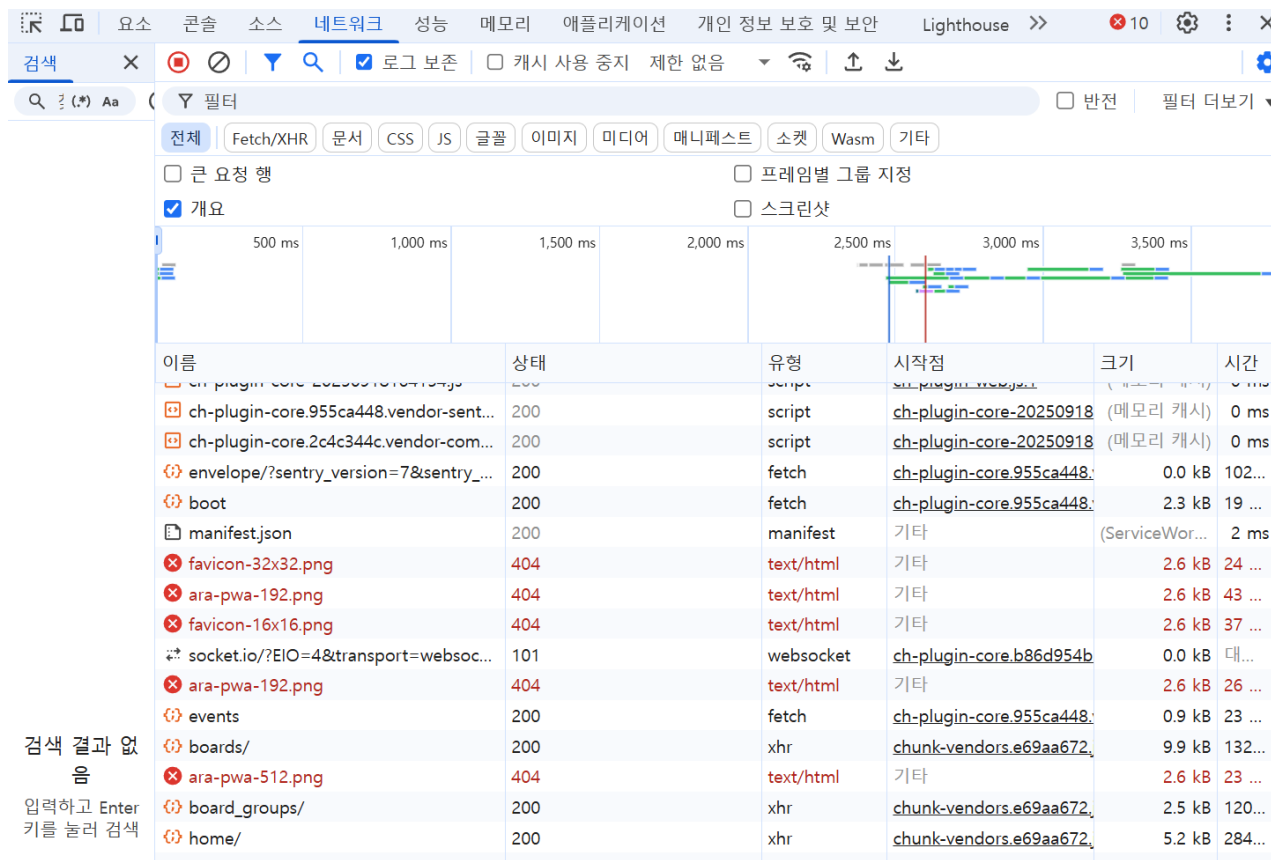 요소 콘솔 소스 네트워크 성능 메모리 애플리케이션 개인 정보 보호 및 보안 Lighthouse 10
검색
로그 보존 캐시 사용 중지 제한 없음
(.*) Aa
필터 반전 필터 더보기
전체 Fetch/XHR 문서 CSS JS 글꼴 이미지 미디어 매니페스트 소켓 Wasm 기타
큰 요청 행 프레임별 그룹 지정
개요 스크린샷
500 ms 1,000 ms 1,500 ms 2,000 ms 2,500 ms 3,000 ms 3,500 ms
이름 상태 유형 시작점 크기 시간
ch-plugin-core.955ca448.vendor-sent... 200 script ch-plugin-core-20250918 (메모리 캐시) 0 ms
ch-plugin-core.2c4c344c.vendor-com... 200 script ch-plugin-core-20250918 (메모리 캐시) 0 ms
envelope/?sentry_version=7&sentry_... 200 fetch ch-plugin-core.955ca448. 0.0 kB 102...
boot 200 fetch ch-plugin-core.955ca448. 2.3 kB 19 ...
manifest.json 200 manifest 기타 (ServiceWor... 2 ms
favicon-32x32.png 404 text/html 기타 2.6 kB 24 ...
ara-pwa-192.png 404 text/html 기타 2.6 kB 43 ...
favicon-16x16.png 404 text/html 기타 2.6 kB 37 ...
socket.io/?EIO=4&transport=websoc... 101 websocket ch-plugin-core.b86d954b 0.0 kB 대...
ara-pwa-192.png 404 text/html 기타 2.6 kB 26 ...
events 200 fetch ch-plugin-core.955ca448. 0.9 kB 23 ...
boards/ 200 xhr chunk-vendors.e69aa672. 9.9 kB 132...
ara-pwa-512.png 404 text/html 기타 2.6 kB 23 ...
board_groups/ 200 xhr chunk-vendors.e69aa672. 2.5 kB 120...
home/ 200 xhr chunk-vendors.e69aa672. 5.2 kB 284...
검색 결과 없
음
입력하고 Enter
키를 눌러 검색